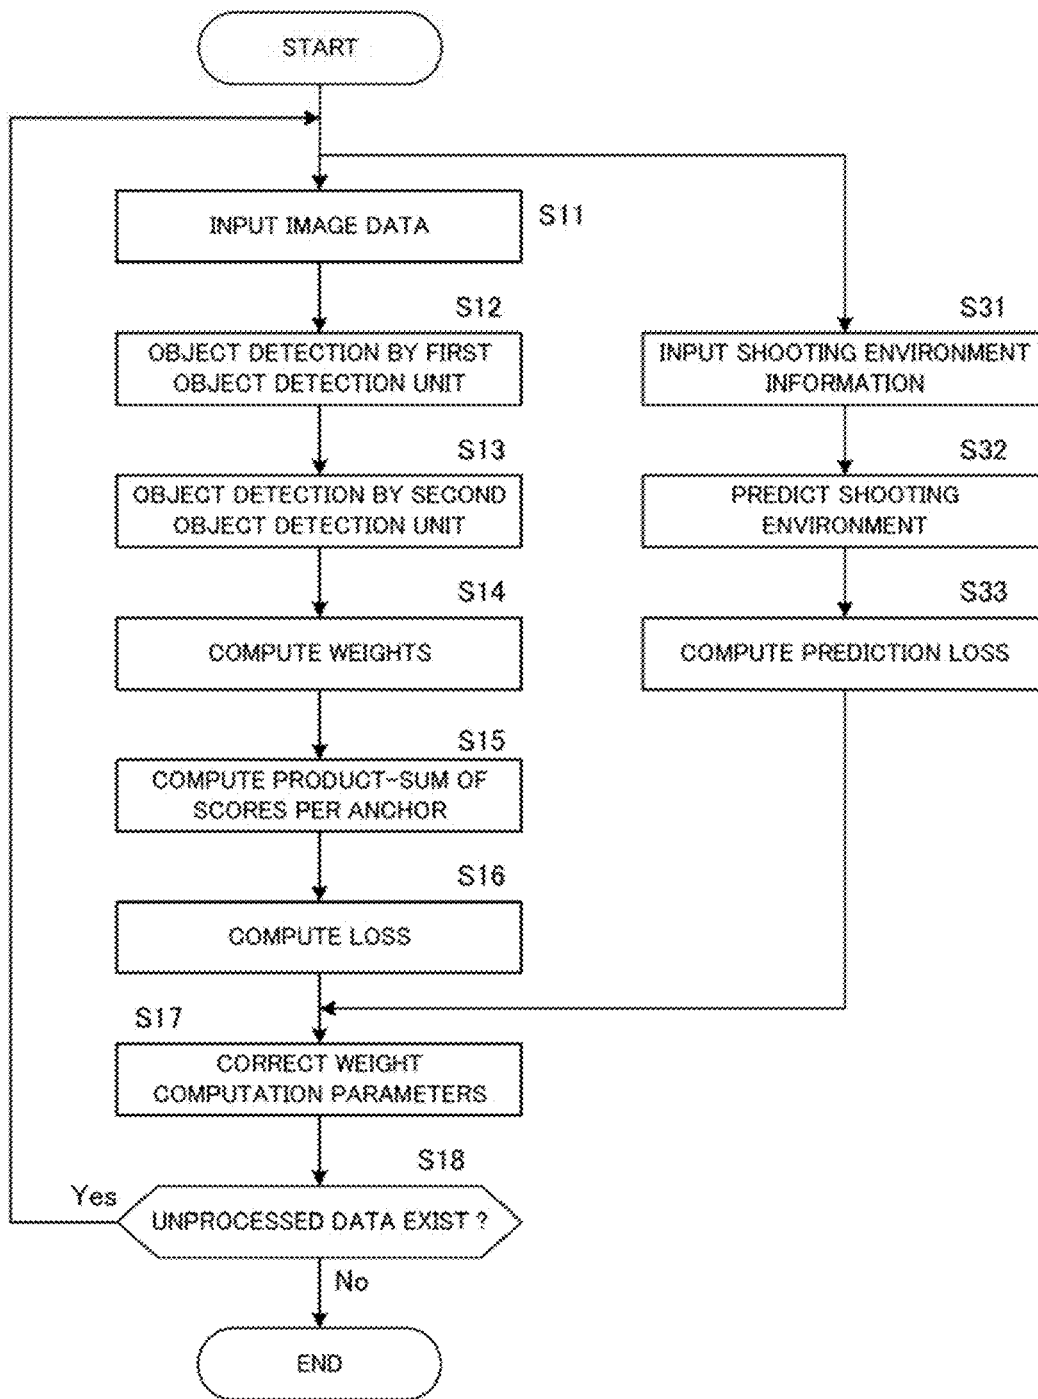 START
INPUT IMAGE DATA
S11
S12
OBJECT DETECTION BY FIRST
OBJECT DETECTION UNIT
S13
OBJECT DETECTION BY SECOND
OBJECT DETECTION UNIT
S14
COMPUTE WEIGHTS
S15
COMPUTE PRODUCT-SUM OF
SCORES PER ANCHOR
S16
COMPUTE LOSS
S31
INPUT SHOOTING ENVIRONMENT
INFORMATION
S32
PREDICT SHOOTING
ENVIRONMENT
S33
COMPUTE PREDICTION LOSS
S17
CORRECT WEIGHT
COMPUTATION PARAMETERS
S18
Yes
UNPROCESSED DATA EXIST ?
No
END